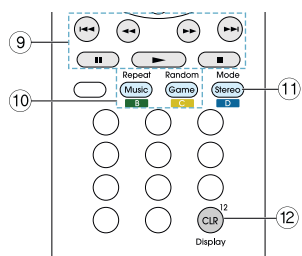 9
Repeat Random Mode
Music Game Stereo 11
10 B C D
12
CLR 12
Display